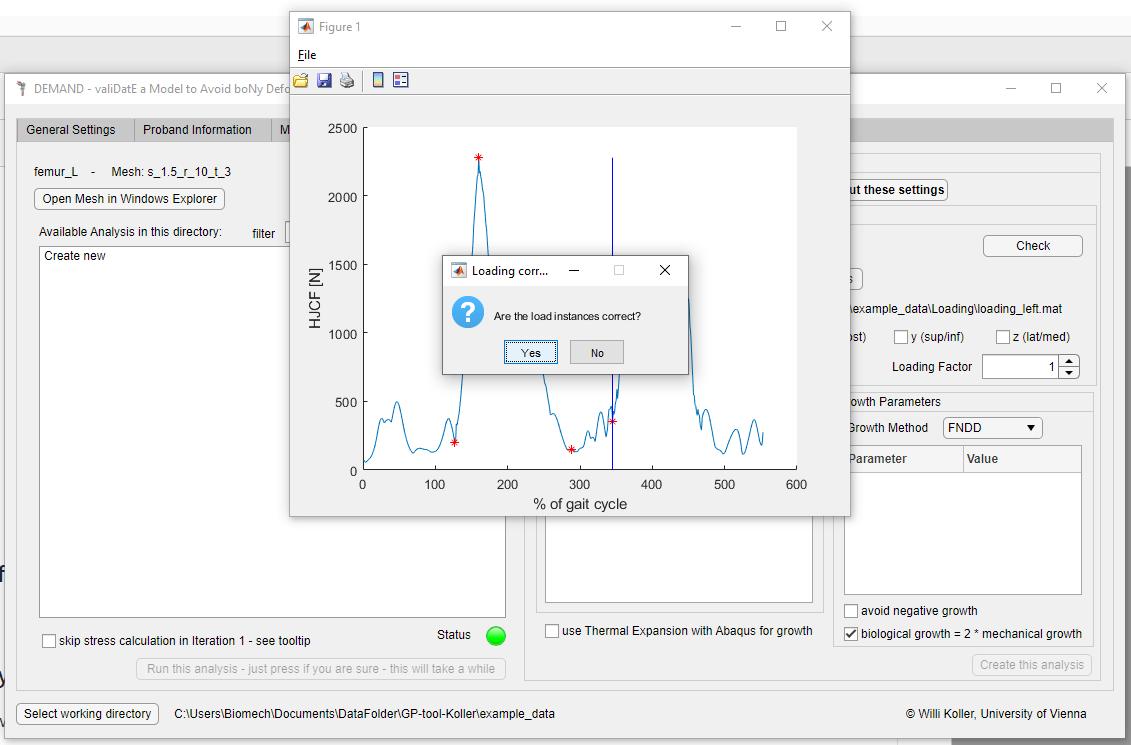 Figure 1
File
DEMAND - valiDatE a Model to Avoid boNy Defo
General Settings
Proband Information
M
femur_L - Mesh: s_1.5_r_10_t_3
Open Mesh in Windows Explorer
Available Analysis in this directory:
filter
Create new
2500
2000
1500
1000
500
0
HJCF [N]
0 100 200 300 400 500 600
% of gait cycle
Loading corr...
Are the load instances correct?
Yes
No
ut these settings
Check
s
\example_data\Loading\loading_left.mat
ost)
y (sup/inf)
z (lat/med)
Loading Factor
1
owth Parameters
Growth Method
FNDD
Parameter
Value
avoid negative growth
biological growth = 2 * mechanical growth
use Thermal Expansion with Abaqus for growth
skip stress calculation in Iteration 1 - see tooltip
Status
Run this analysis - just press if you are sure - this will take a while
Create this analysis
Select working directory
C:\Users\Biomech\Documents\DataFolder\GP-tool-Koller\example_data
© Willi Koller, University of Vienna